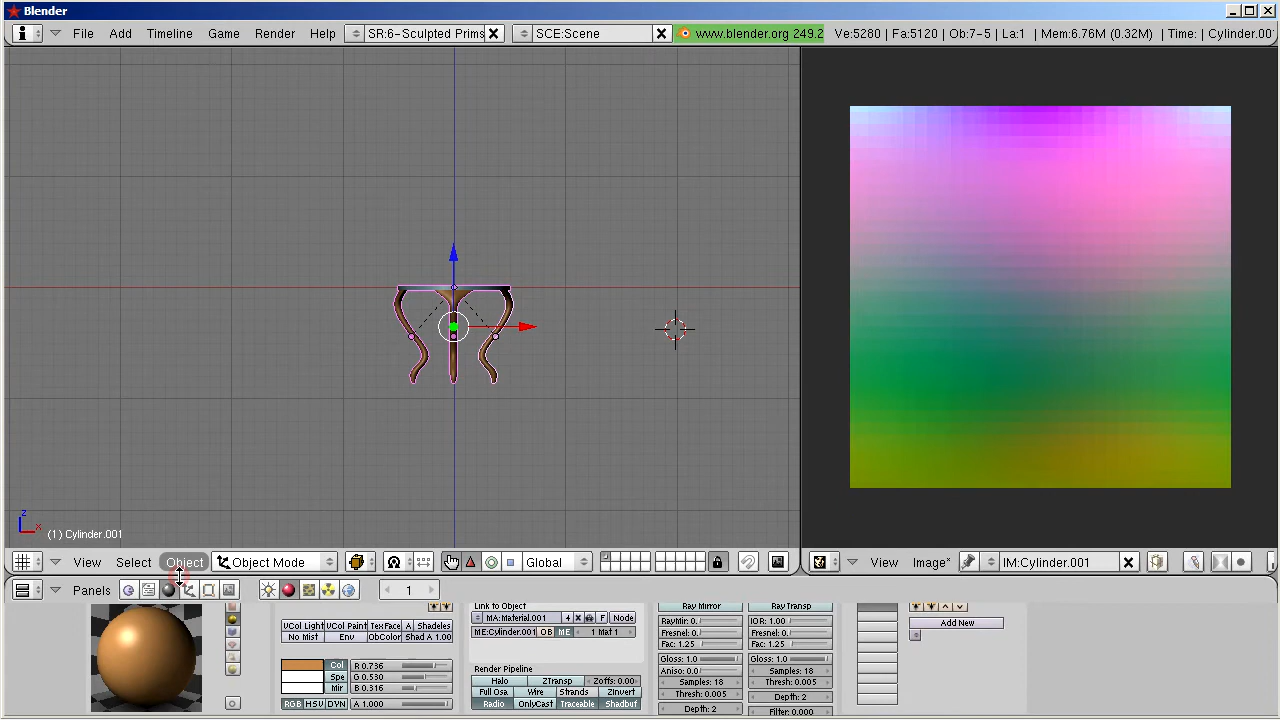 Blender
File Add Timeline Game Render Help SR:6-Sculpted Prims SCE:Scene www.blender.org 249.2 Ve:5280 | Fa:5120 | Ob:7-5 | La:1 | Mem:6.76M (0.32M) | Time: | Cylinder.00
z
x
(1) Cylinder.001
View Select Object Object Mode Global View Image* IM:Cylinder.001
Panels 1
Link to Object Ray Mirror Ray Transp
VCol Light VCol Paint TexFace A Shadeles MA:Material.001 4 F Node RayMir: 0. IOR: 1.00 Add New
No Mist Env ObColor Shad A 1.00 ME:Cylinder.001 OB ME 1 Mat 1 Fresnel: 0. Fresnel: 0.
Fac: 1.25 Fac: 1.25
Col R 0.736 Render Pipeline Gloss: 1.0 Gloss: 1.0
Spe G 0.530 Halo ZTransp Zoffs: 0.00 Aniso: 0.0 Samples: 18
Mir B 0.316 Full Osa Wire Strands ZInvert Samples: 18 Thresh: 0.005
RGB HSV DYN A 1.000 Radio OnlyCast Traceable Shadbuf Thresh: 0.005 Depth: 2
Depth: 2 Filter: 0.000